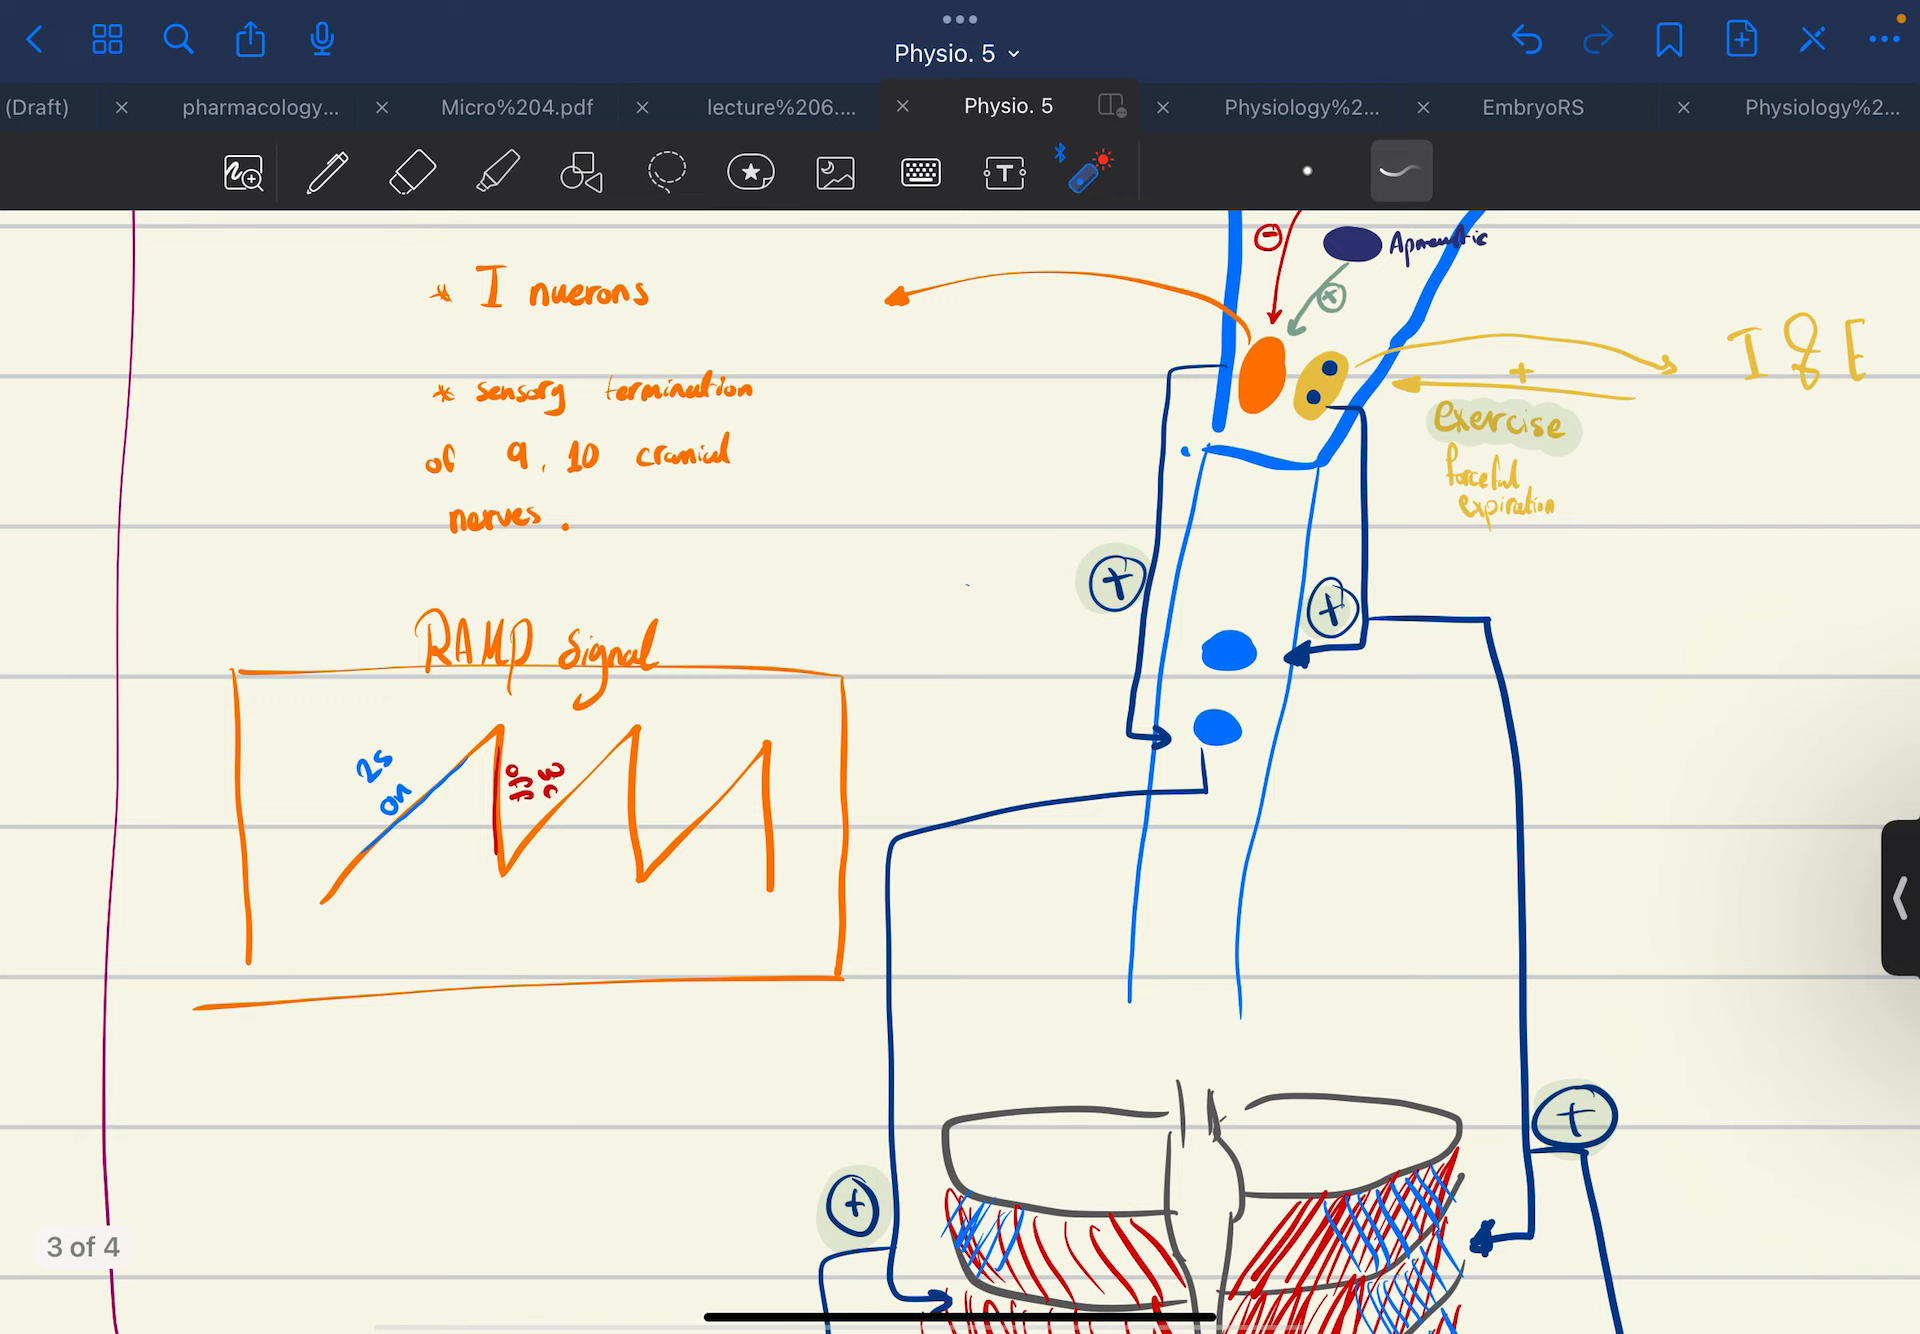 Physio. 5
(Draft)
pharmacology...
Micro%204.pdf
lecture%206....
Physio. 5
Physiology%2...
EmbryoRS
Physiology%2...
T
Apneustic
* I nuerons
* sensory termination
of 9, 10 cranial
nerves.
I & E
+
exercise
forceful
expiration
+
+
RAMP signal
2s
on
off
3s
+
+
3 of 4